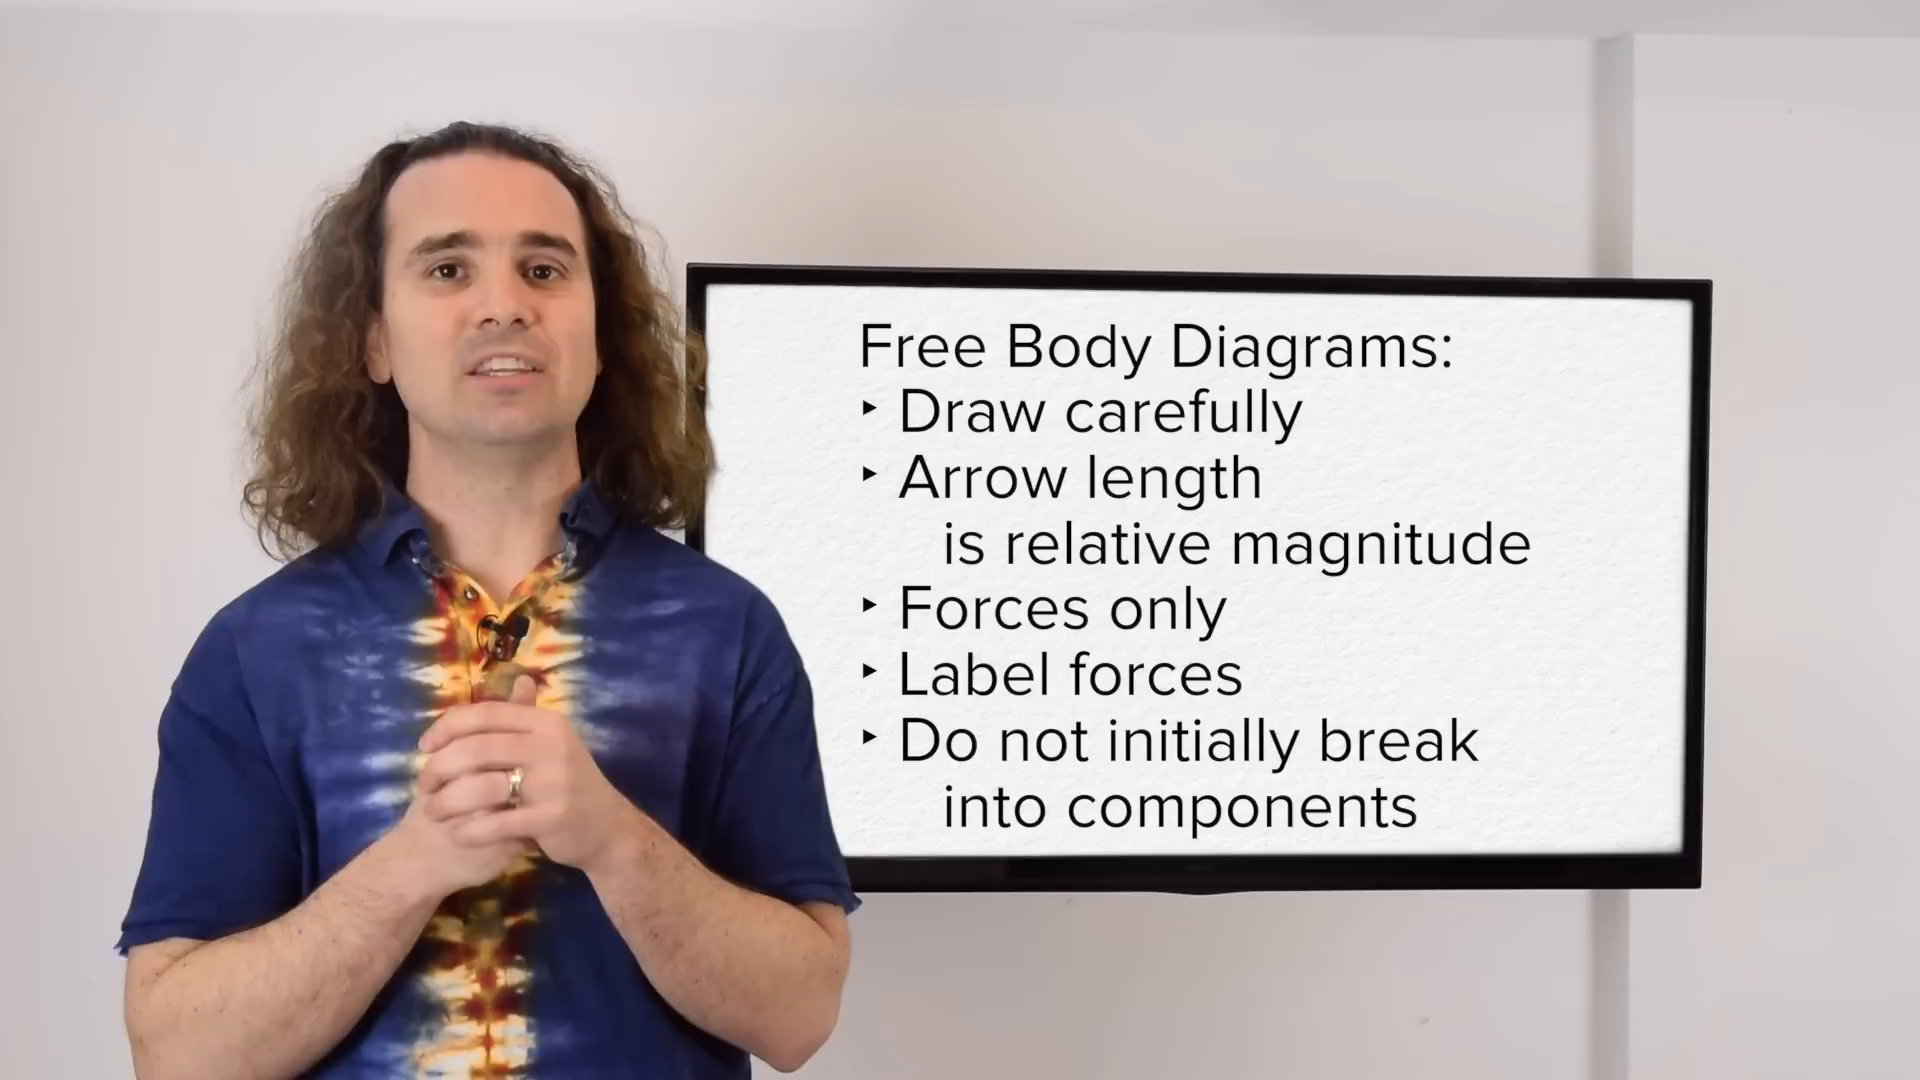 Free Body Diagrams:
‣ Draw carefully
‣ Arrow length
is relative magnitude
‣ Forces only
‣ Label forces
‣ Do not initially break
into components